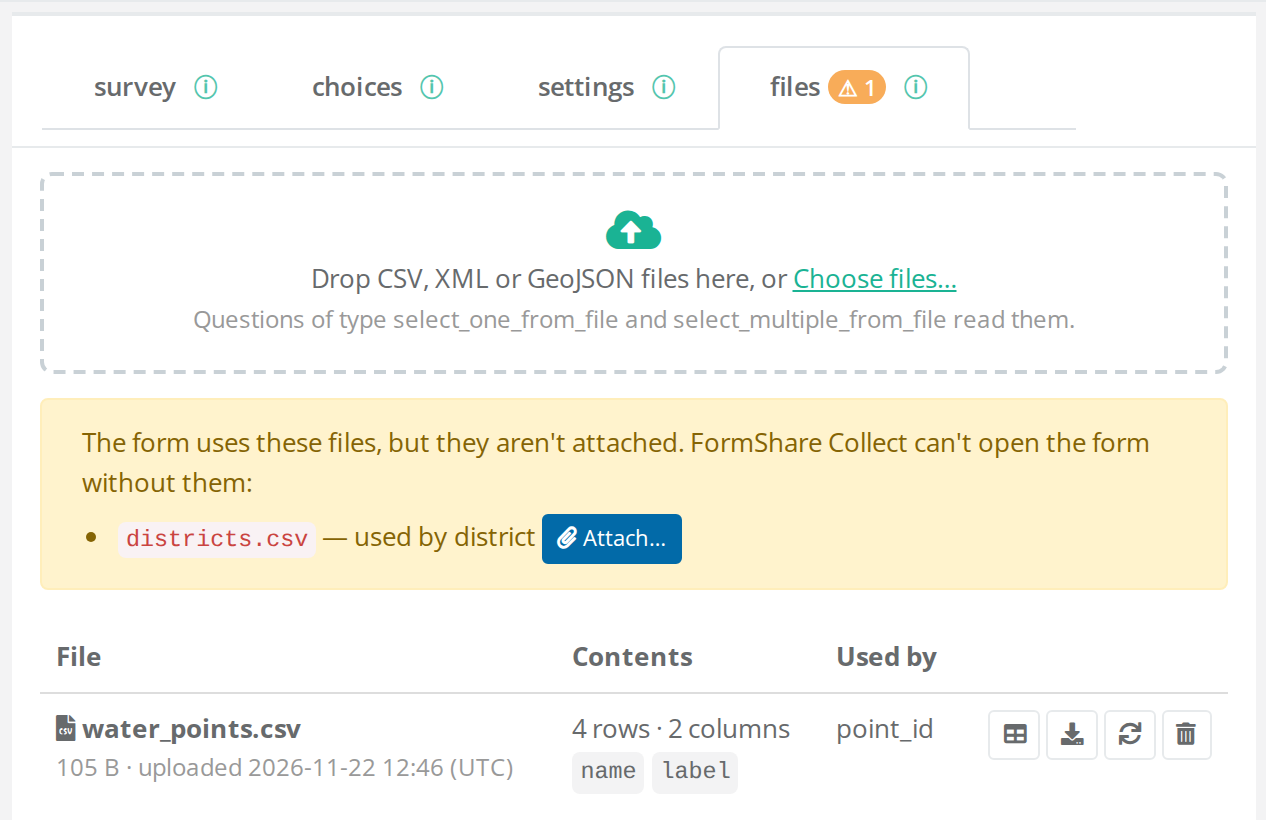 survey
choices
settings
files 1
Drop CSV, XML or GeoJSON files here, or Choose files...
Questions of type select_one_from_file and select_multiple_from_file read them.
The form uses these files, but they aren't attached. FormShare Collect can't open the form
without them:
• districts.csv — used by district Attach...
File Contents Used by
water_points.csv 4 rows · 2 columns point_id
105 B · uploaded 2026-11-22 12:46 (UTC) name label